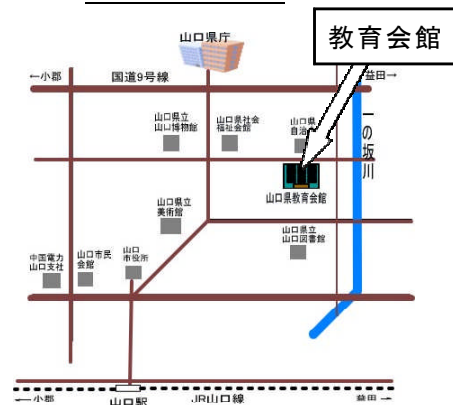 山口県庁
教育会館
←小郡
国道9号線
益田→
山口県立
山口博物館
山口県社会
福祉会館
山口県
自治
一の坂川
山口県教育会館
山口県立
美術館
山口県立
山口図書館
中国電力
山口支社
山口市民
会館
山口
市役所
←小郡
山口駅
JR山口線
益田→